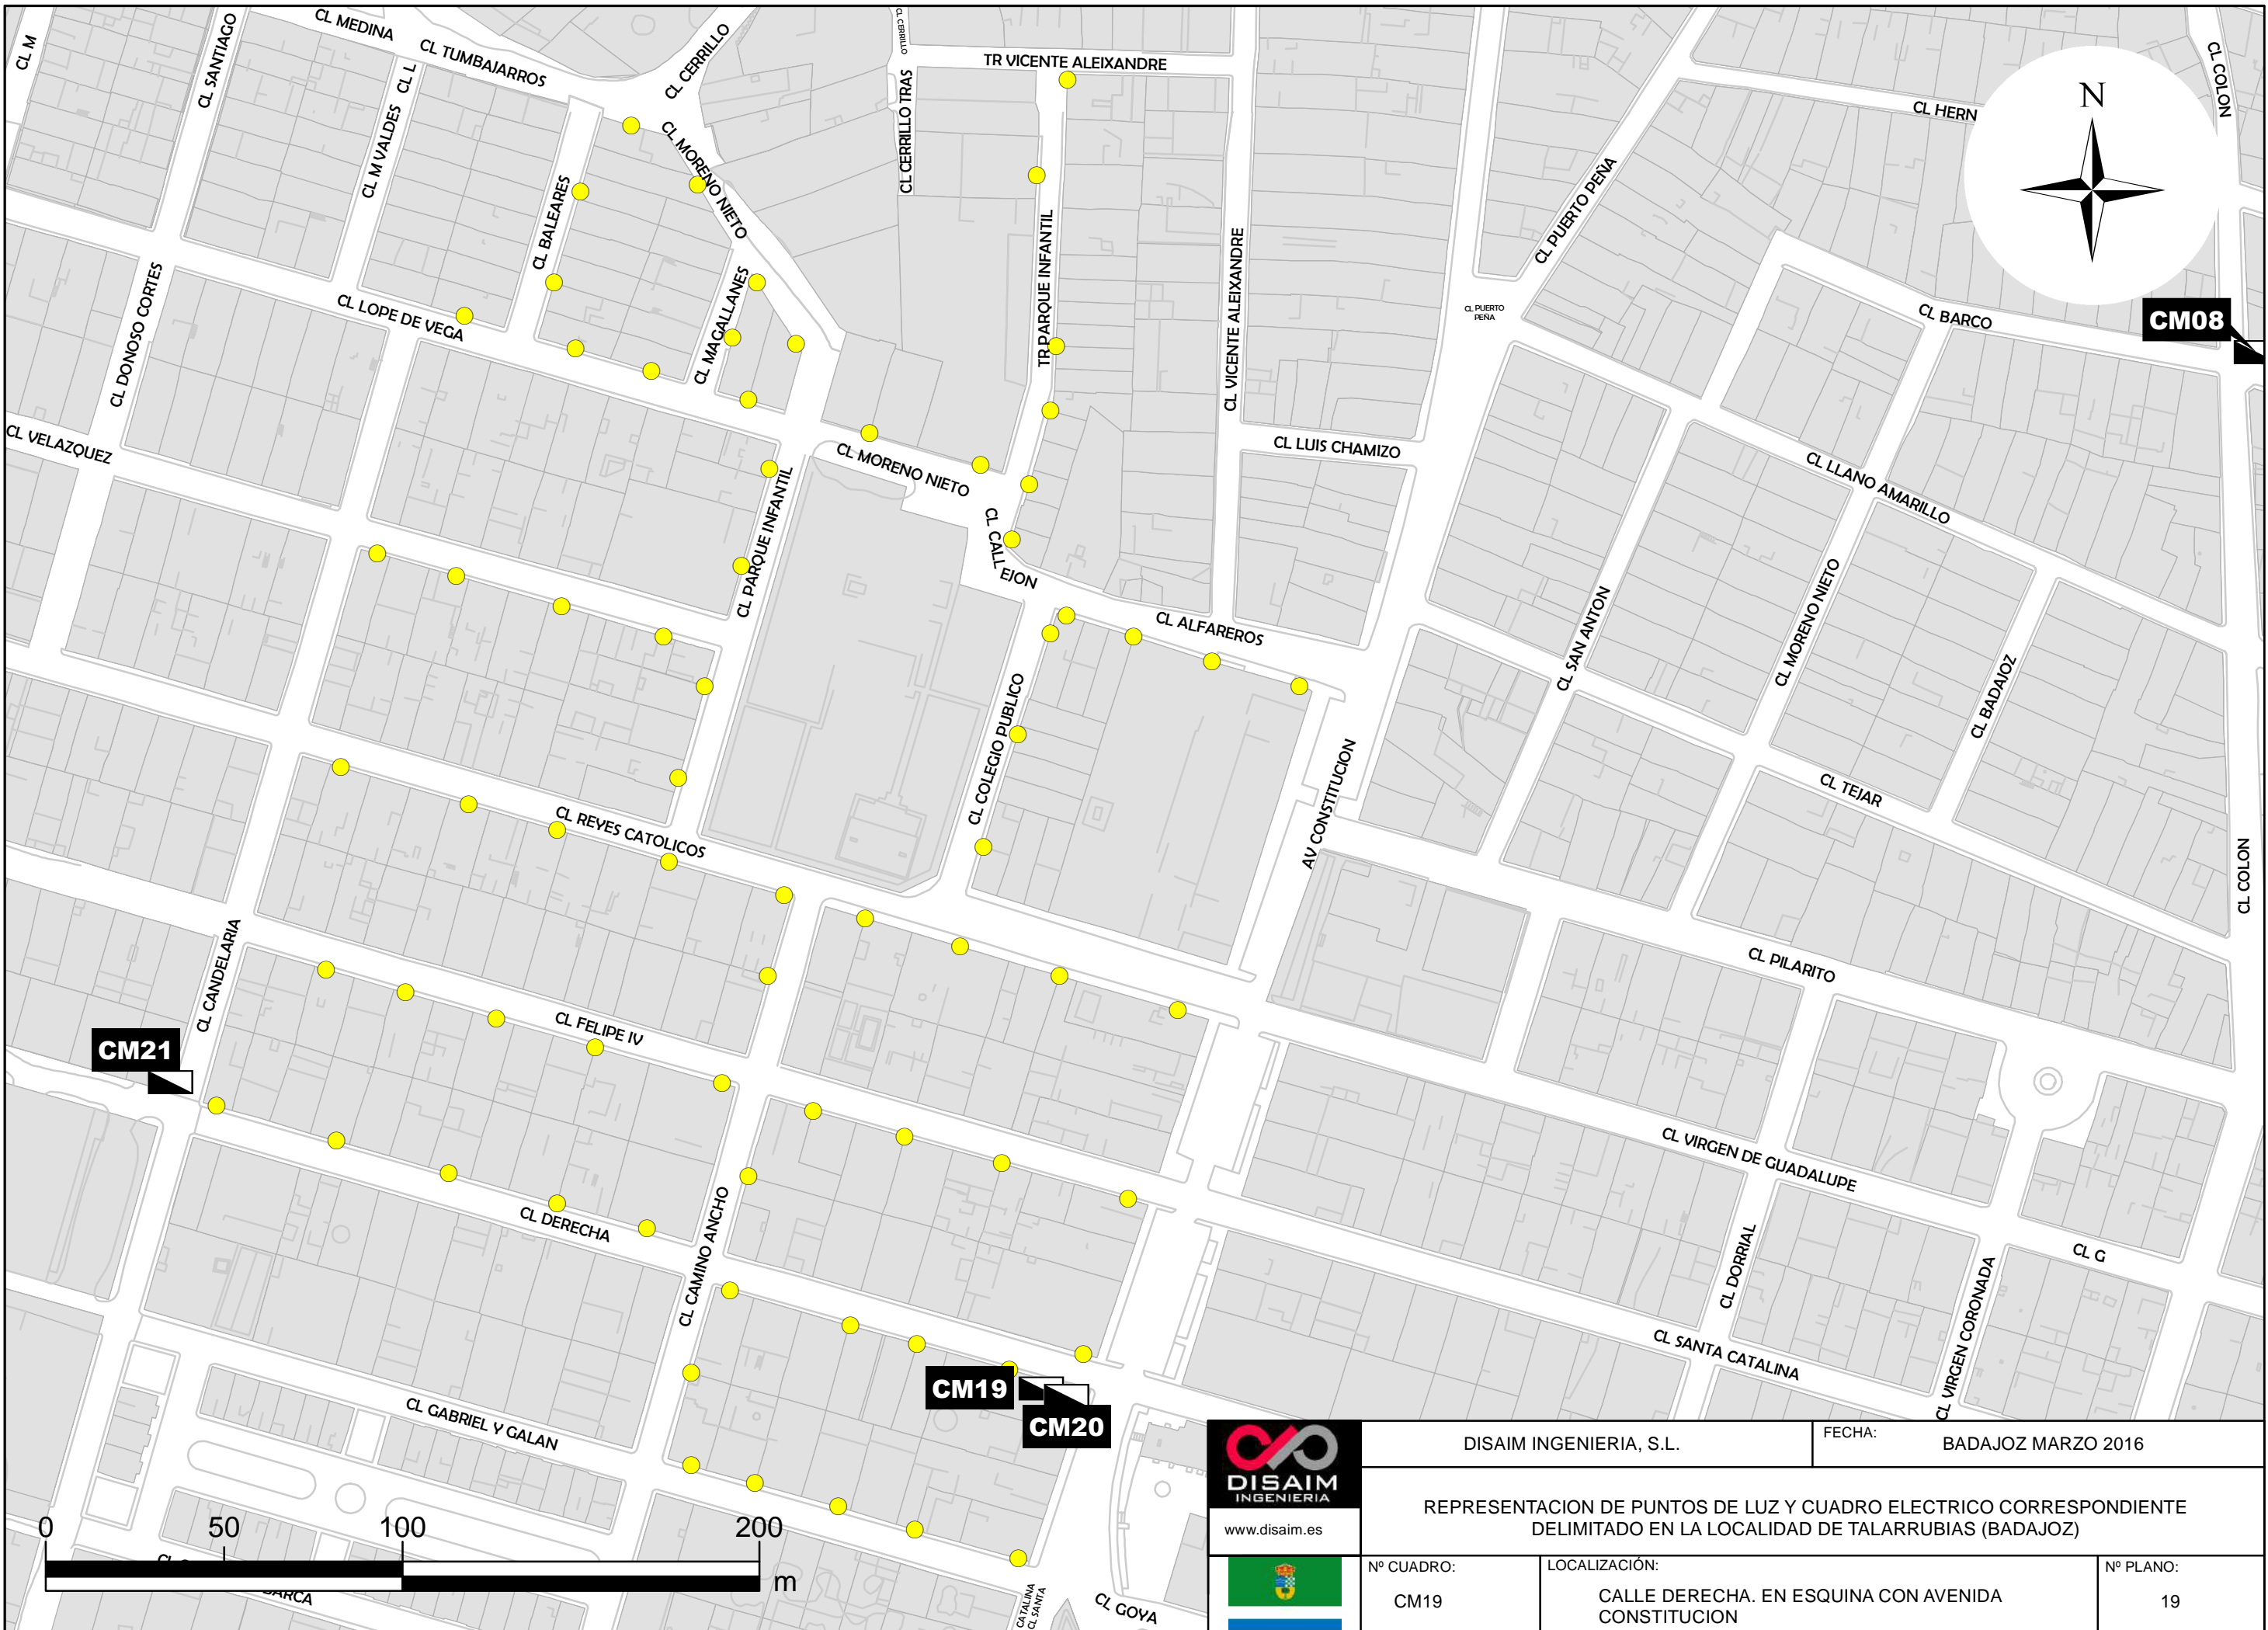 CL M
CL SANTIAGO
CL MEDINA
CL TUMBAJARROS
CL L
CL M VALDES
CL CERRILLO
CL CERRILLO
CL CERRILLO TRAS
TR VICENTE ALEIXANDRE
CL COLON
CL HERN
N
CL MORENO NIETO
CL BALEARES
CL DONOSO CORTES
CL LOPE DE VEGA
CL MAGALLANES
TR PARQUE INFANTIL
CL VICENTE ALEIXANDRE
CL PUERTO PEÑA
CL PUERTO
PEÑA
CL BARCO
CM08
CL VELAZQUEZ
CL MORENO NIETO
CL LUIS CHAMIZO
CL LLANO AMARILLO
CL PARQUE INFANTIL
CL CALLEJON
CL ALFAREROS
CL SAN ANTON
CL MORENO NIETO
CL BADAJOZ
CL COLEGIO PUBLICO
AV CONSTITUCION
CL TEJAR
CL REYES CATOLICOS
CL COLON
CL CANDELARIA
CL PILARITO
CL FELIPE IV
CM21
CL VIRGEN DE GUADALUPE
CL DERECHA
CL CAMINO ANCHO
CL DORRIAL
CL G
CL VIRGEN CORONADA
CL SANTA CATALINA
CM19
CM20
CL GABRIEL Y GALAN
0 50 100 200
m
BARCA
CATALINA
CL SANTA
CL GOYA
DISAIM
INGENIERIA
www.disaim.es
DISAIM INGENIERIA, S.L.
FECHA:
BADAJOZ MARZO 2016
REPRESENTACION DE PUNTOS DE LUZ Y CUADRO ELECTRICO CORRESPONDIENTE
DELIMITADO EN LA LOCALIDAD DE TALARRUBIAS (BADAJOZ)
Nº CUADRO:
CM19
LOCALIZACIÓN:
CALLE DERECHA. EN ESQUINA CON AVENIDA
CONSTITUCION
Nº PLANO:
19